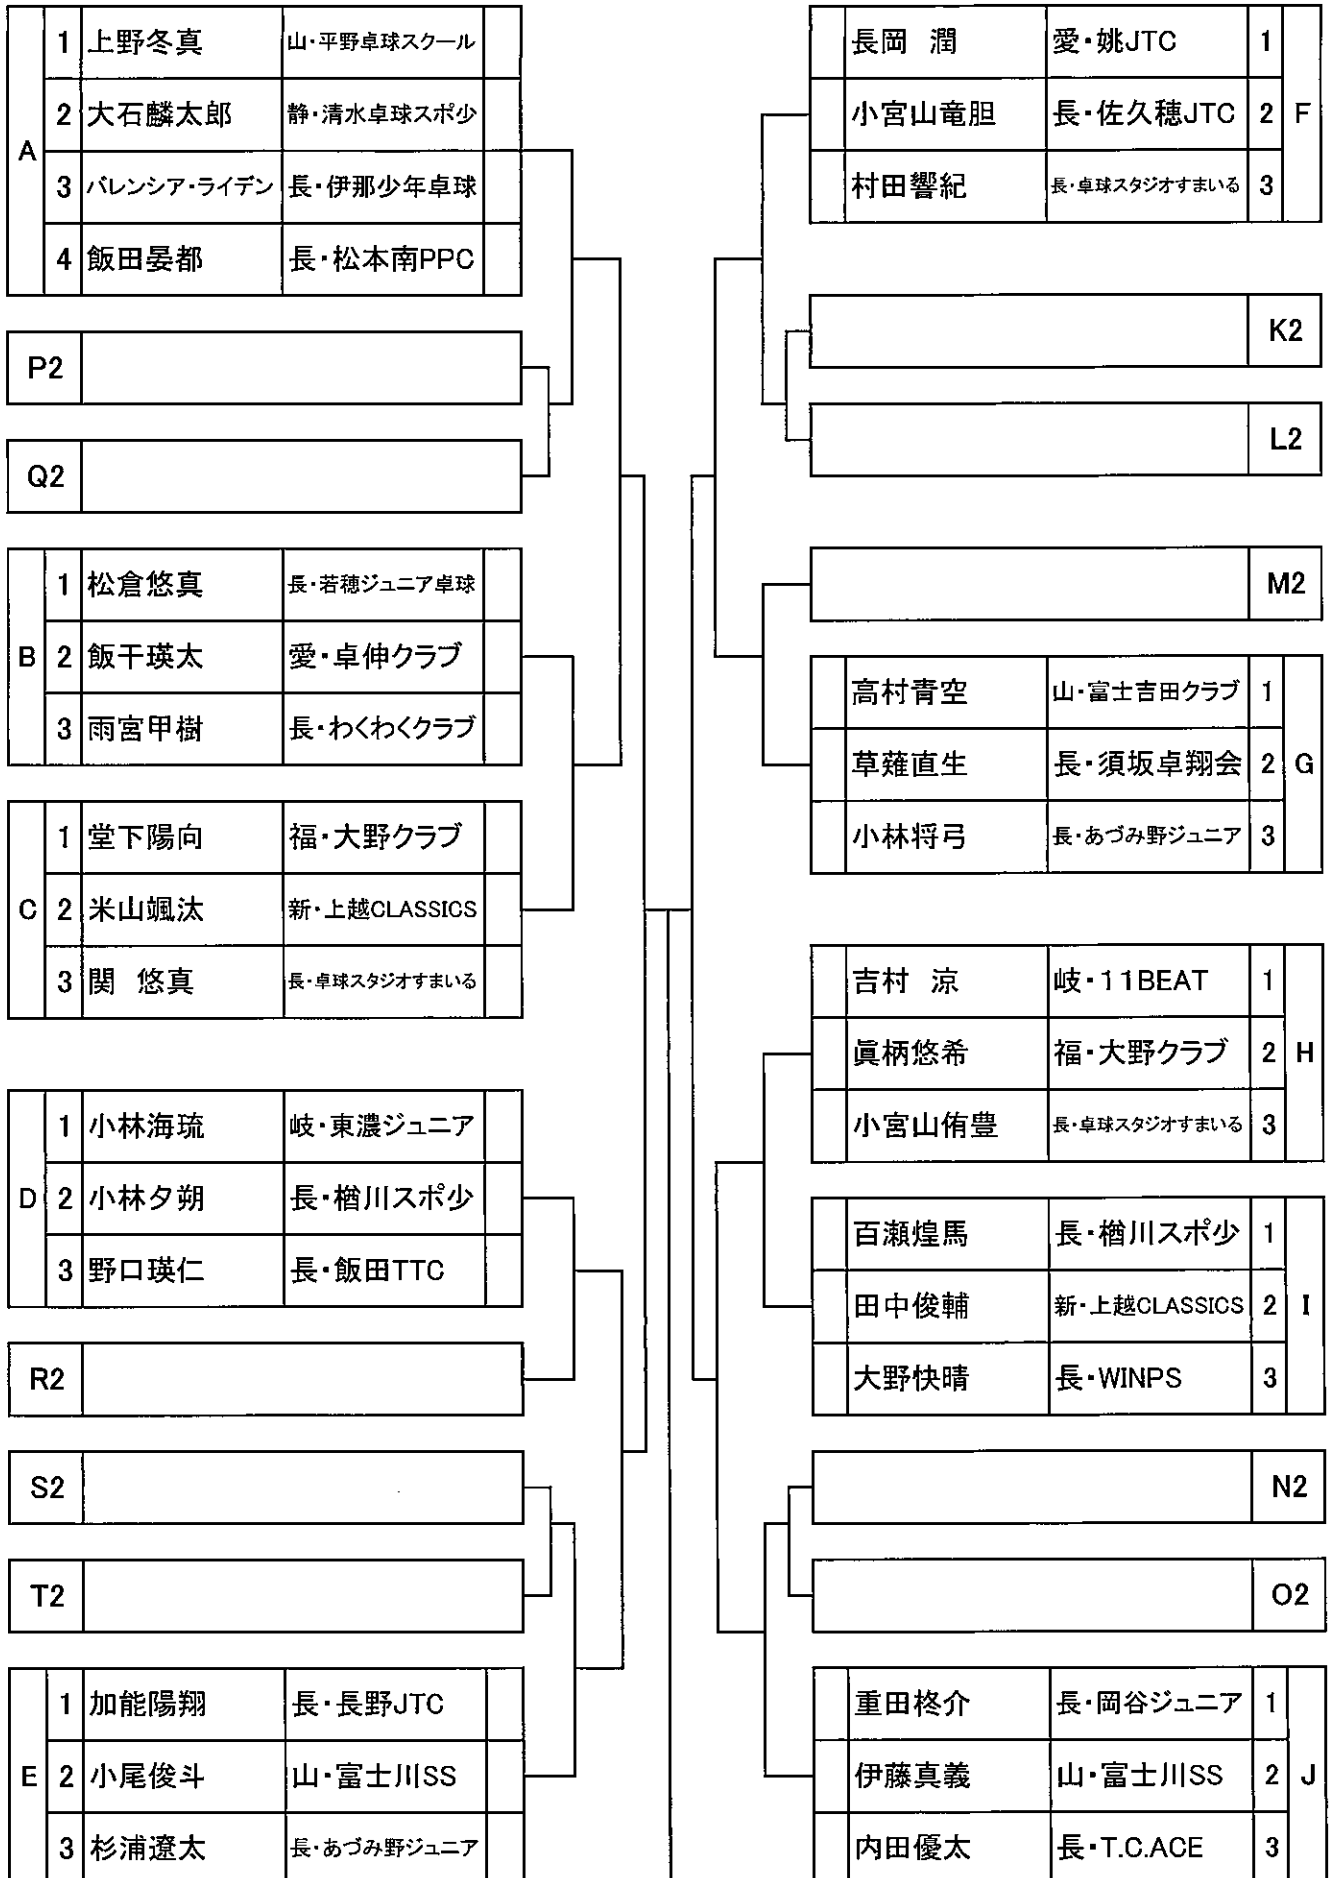 A
1 上野冬真 山・平野卓球スクール
2 大石麟太郎 静・清水卓球スポ少
3 バレンシア・ライデン 長・伊那少年卓球
4 飯田晏都 長・松本南PPC
P2
Q2
B
1 松倉悠真 長・若穂ジュニア卓球
2 飯干瑛太 愛・卓伸クラブ
3 雨宮甲樹 長・わくわくクラブ
C
1 堂下陽向 福・大野クラブ
2 米山颯汰 新・上越CLASSICS
3 関 悠真 長・卓球スタジオすまいる
D
1 小林海琉 岐・東濃ジュニア
2 小林夕朔 長・楢川スポ少
3 野口瑛仁 長・飯田TTC
R2
S2
T2
E
1 加能陽翔 長・長野JTC
2 小尾俊斗 山・富士川SS
3 杉浦遼太 長・あづみ野ジュニア
長岡 潤 愛・姚JTC 1
小宮山竜胆 長・佐久穂JTC 2
村田響紀 長・卓球スタジオすまいる 3
F
K2
L2
M2
高村青空 山・富士吉田クラブ 1
草薙直生 長・須坂卓翔会 2
小林将弓 長・あづみ野ジュニア 3
G
吉村 涼 岐・11BEAT 1
眞柄悠希 福・大野クラブ 2
小宮山侑豊 長・卓球スタジオすまいる 3
H
百瀬煌馬 長・楢川スポ少 1
田中俊輔 新・上越CLASSICS 2
大野快晴 長・WINPS 3
I
N2
O2
重田柊介 長・岡谷ジュニア 1
伊藤真義 山・富士川SS 2
内田優太 長・T.C.ACE 3
J